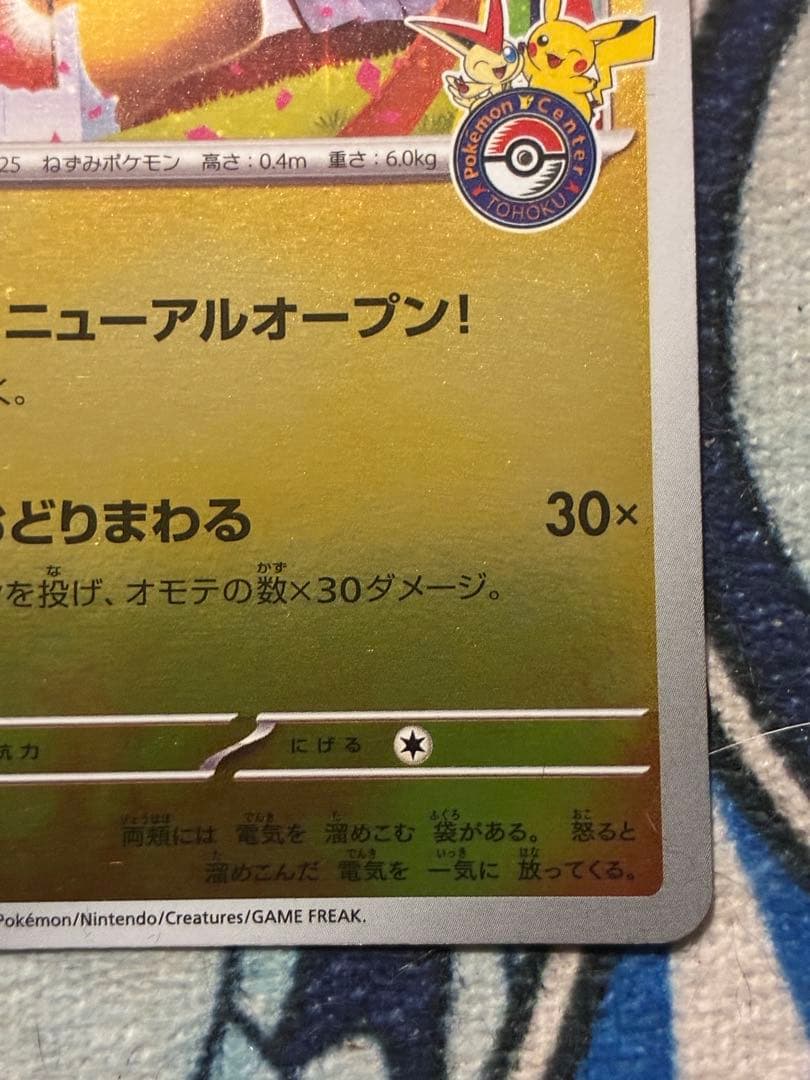 25 ねずみポケモン 高さ:0.4m 重さ:6.0kg
Pokémon Center
TOHOKU
ニューアルオープン!
く。
おどりまわる 30×
を投げ、オモテの数×30ダメージ。
抗力 にげる
両頬には 電気を 溜めこむ 袋がある。 怒ると
溜めこんだ 電気を 一気に 放ってくる。
Pokémon/Nintendo/Creatures/GAME FREAK.